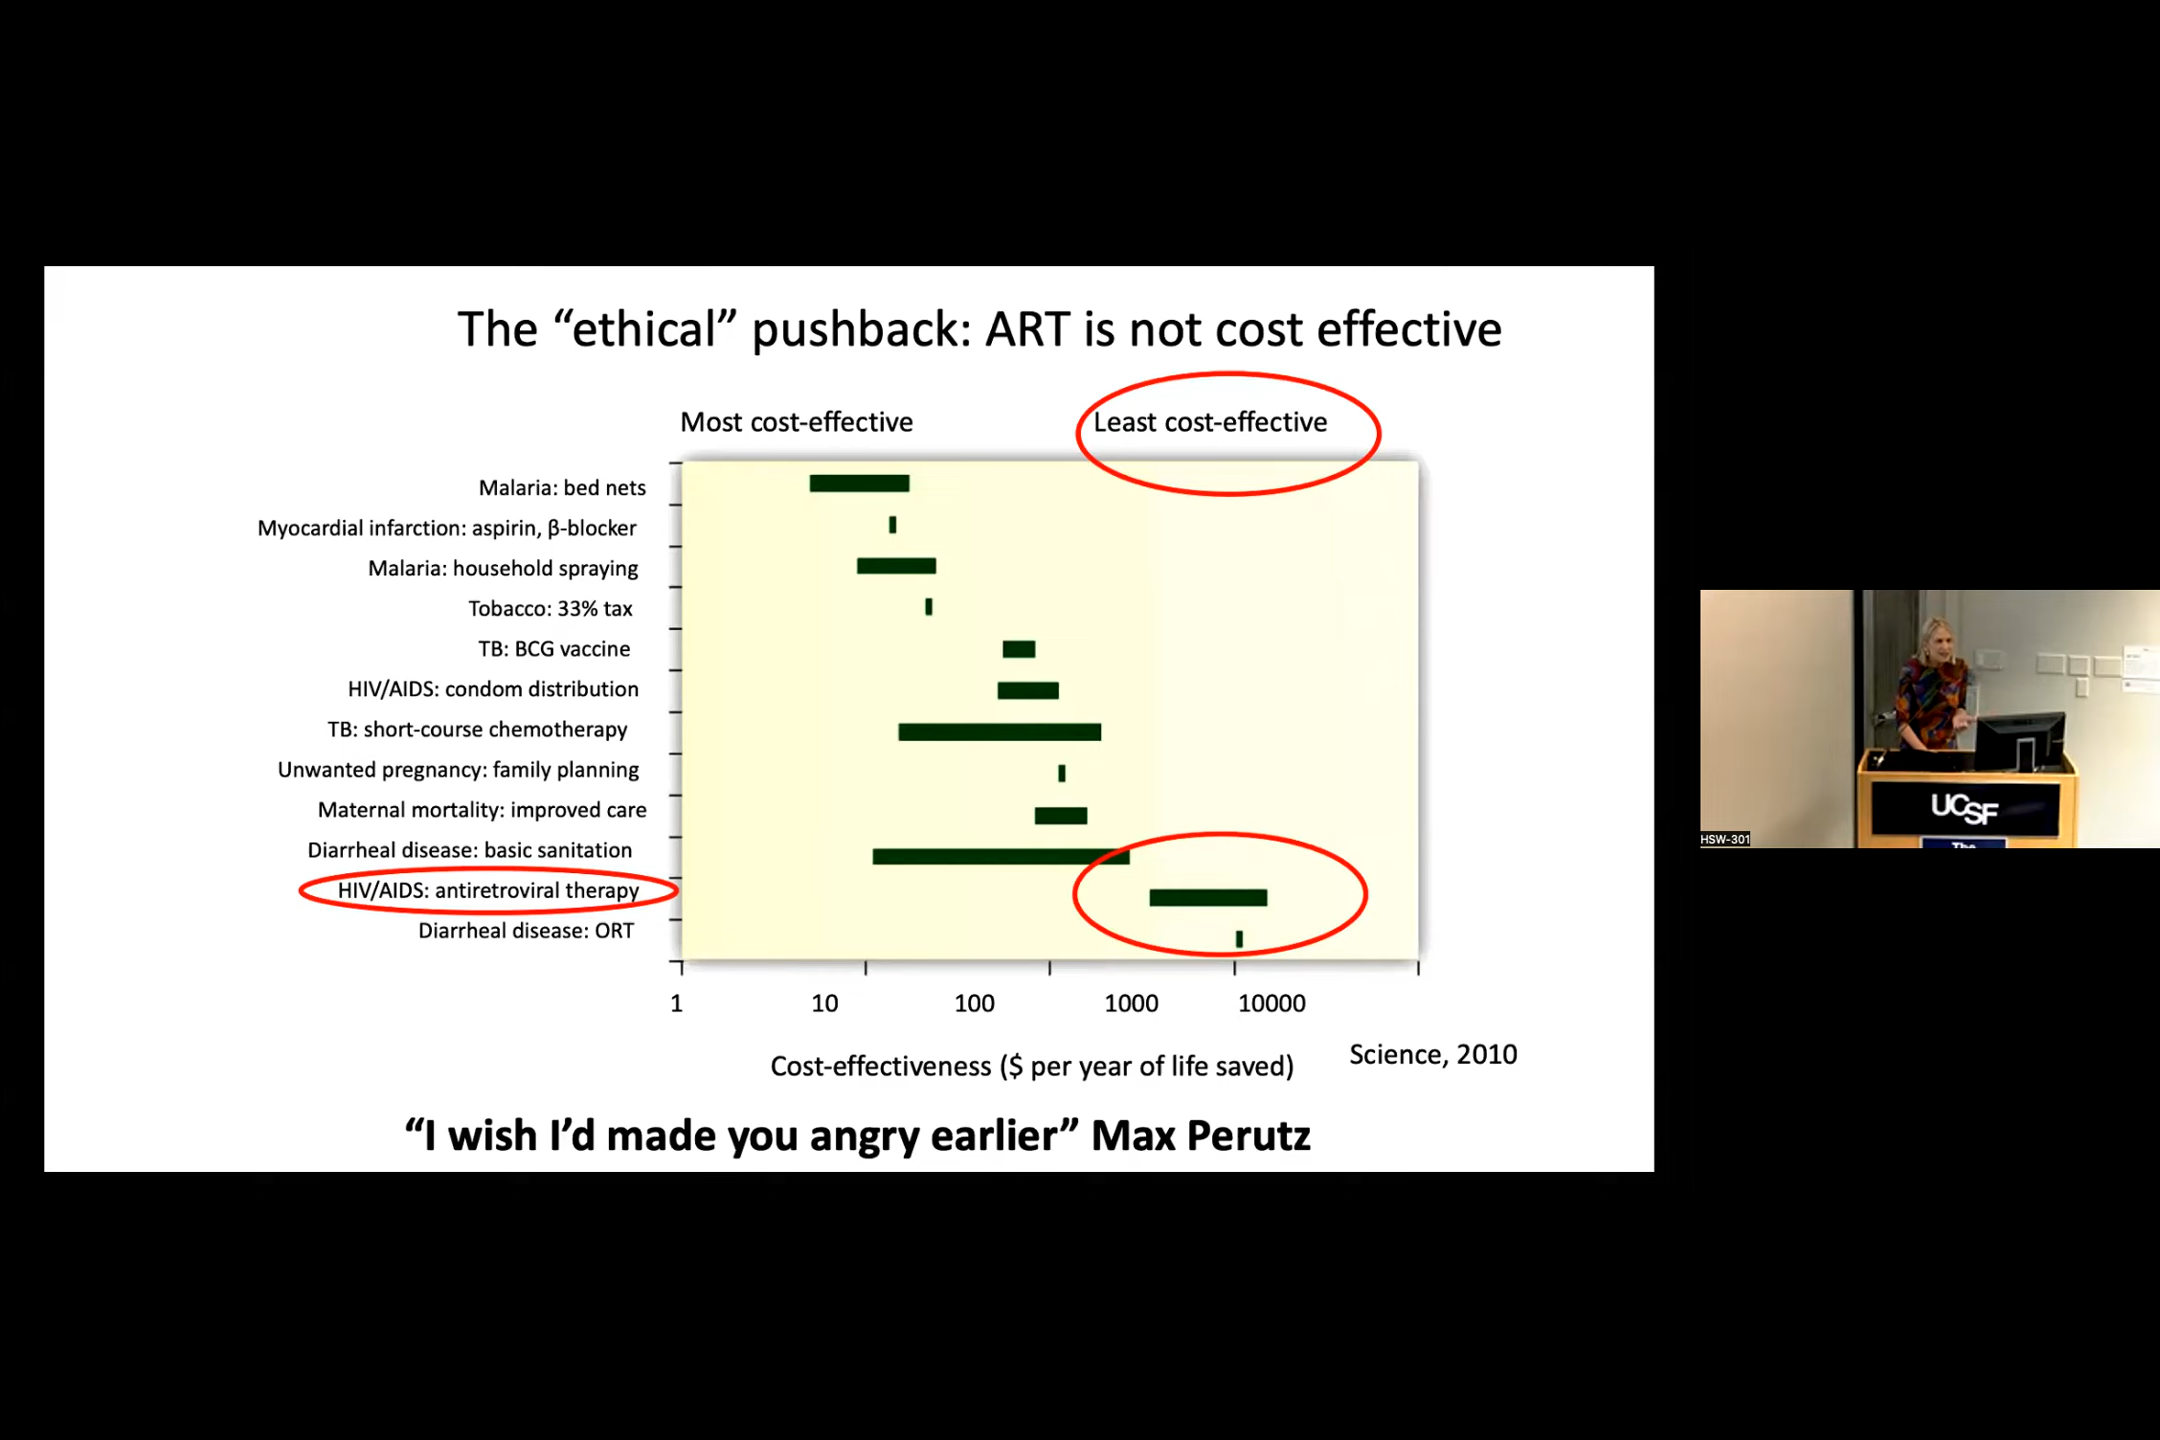 The “ethical” pushback: ART is not cost effective
Most cost-effective
Least cost-effective
Malaria: bed nets
Myocardial infarction: aspirin, β-blocker
Malaria: household spraying
Tobacco: 33% tax
TB: BCG vaccine
HIV/AIDS: condom distribution
TB: short-course chemotherapy
Unwanted pregnancy: family planning
Maternal mortality: improved care
Diarrheal disease: basic sanitation
HIV/AIDS: antiretroviral therapy
Diarrheal disease: ORT
1 10 100 1000 10000
Cost-effectiveness ($ per year of life saved)
Science, 2010
“I wish I’d made you angry earlier” Max Perutz
UCSF
The
HSW-301